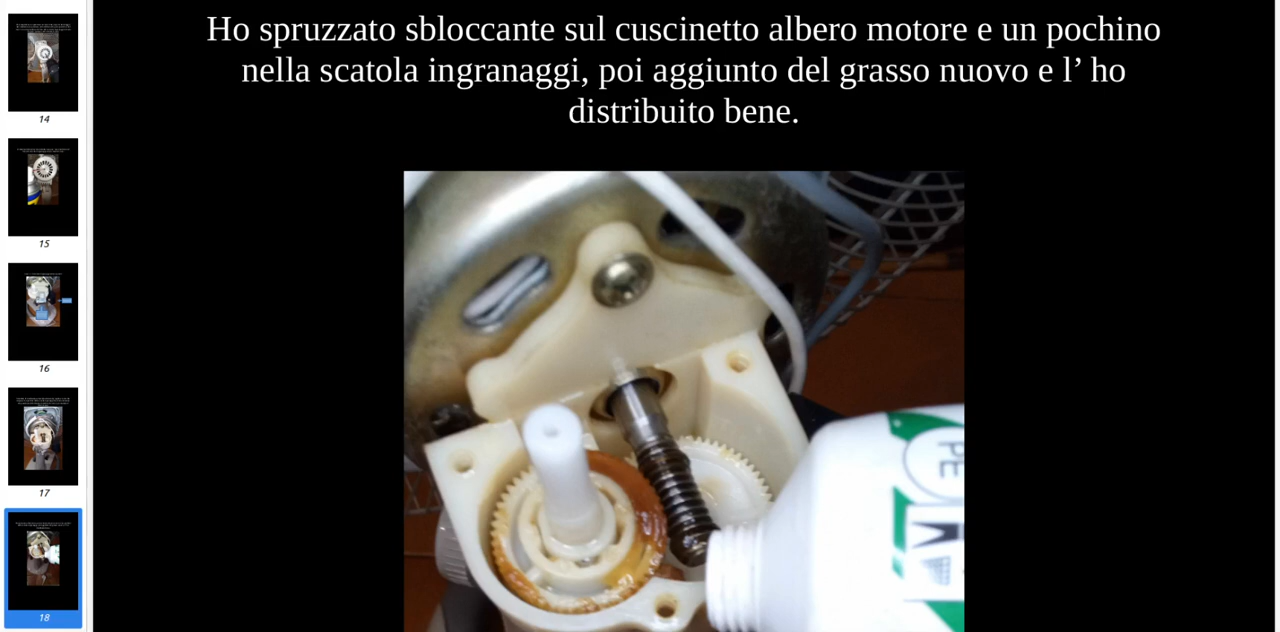 Ho spruzzato sbloccante sul cuscinetto albero motore e un pochino
nella scatola ingranaggi, poi aggiunto del grasso nuovo e l’ ho
distribuito bene.
14
15
16
17
18
PE